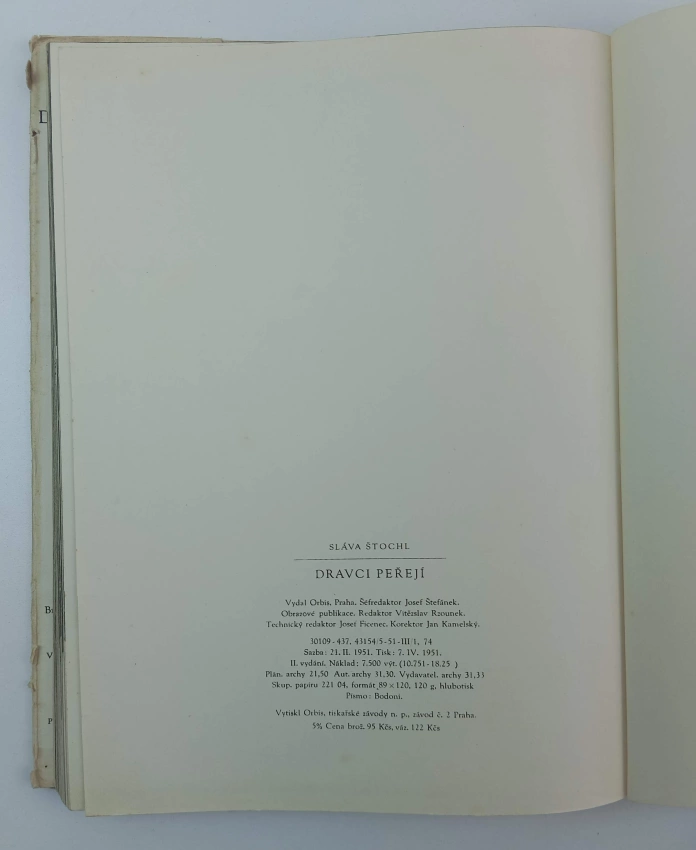 SLÁVA ŠTOCHL
DRAVCI PEŘEJÍ
Vydal Orbis, Praha. Šéfredaktor Josef Štefánek.
Obrazové publikace. Redaktor Vítězslav Rzounek.
Technický redaktor Josef Ficenec. Korektor Jan Kamelský.
30109-437, 43154/5-51-III/1, 74
Sazba: 21. II. 1951. Tisk: 7. IV. 1951.
II. vydání. Náklad: 7.500 výt. (10.751-18.25 )
Plán. archy 21,50 Aut. archy 31,30, Vydavatel. archy 31,33
Skup. papíru 221 04, formát 89 × 120, 120 g, hlubotisk
Písmo: Bodoni.
Vytiskl Orbis, tiskařské závody n. p., závod č. 2 Praha.
5% Cena brož. 95 Kčs, váz. 122 Kčs